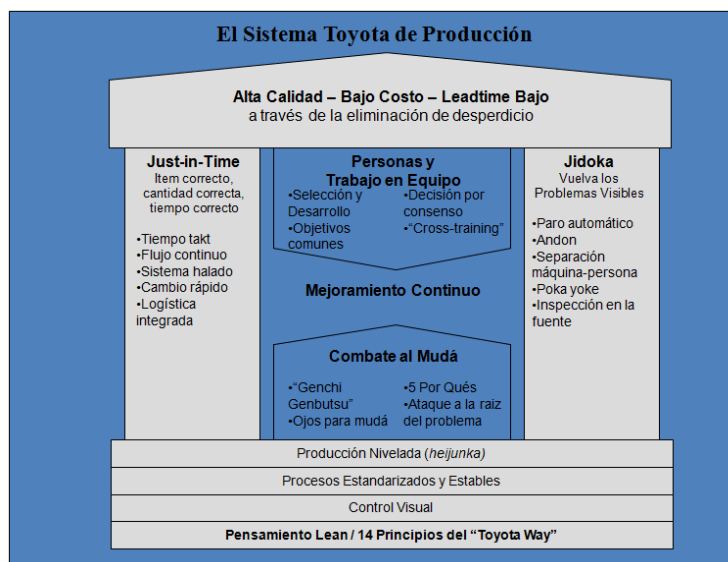 El Sistema Toyota de Producción
Alta Calidad – Bajo Costo – Leadtime Bajo
a través de la eliminación de desperdicio
Just-in-Time
Item correcto,
cantidad correcta,
tiempo correcto
•Tiempo takt
•Flujo continuo
•Sistema halado
•Cambio rápido
•Logística
integrada
Personas y
Trabajo en Equipo
•Selección y
Desarrollo
•Objetivos
comunes
•Decisión por
consenso
•“Cross-training”
Mejoramiento Continuo
Combate al Mudá
•“Genchi
Genbutsu”
•Ojos para mudá
•5 Por Qués
•Ataque a la raiz
del problema
Jidoka
Vuelva los
Problemas Visibles
•Paro automático
•Andon
•Separación
máquina-persona
•Poka yoke
•Inspección en la
fuente
Producción Nivelada (heijunka)
Procesos Estandarizados y Estables
Control Visual
Pensamiento Lean / 14 Principios del “Toyota Way”